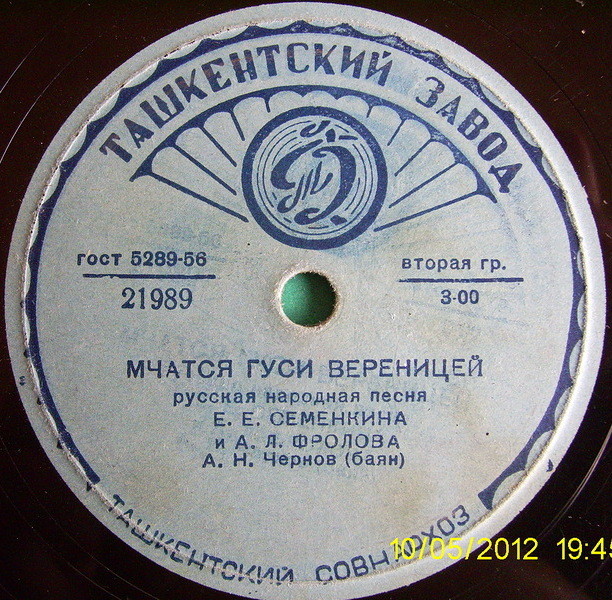 ТАШКЕНТСКИЙ ЗАВОД
гост 5289-56
21989
вторая гр.
3-00
МЧАТСЯ ГУСИ ВЕРЕНИЦЕЙ
русская народная песня
Е. Е. СЕМЕНКИНА
и А. Л. ФРОЛОВА
А. Н. Чернов (баян)
ТАШКЕНТСКИЙ СОВНАРХОЗ
10/05/2012 19:45